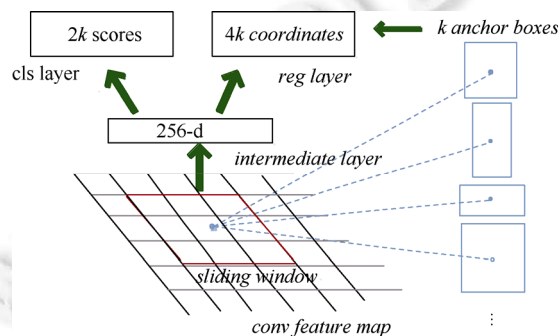 2k scores
4k coordinates
k anchor boxes
cls layer
reg layer
256-d
intermediate layer
sliding window
conv feature map
⋮